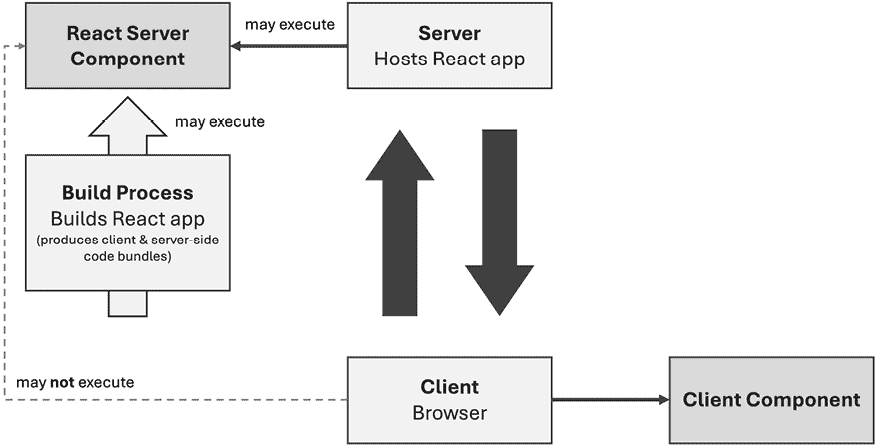 React Server
Component
may execute
Server
Hosts React app
may execute
Build Process
Builds React app
(produces client & server-side
code bundles)
may not execute
Client
Browser
Client Component